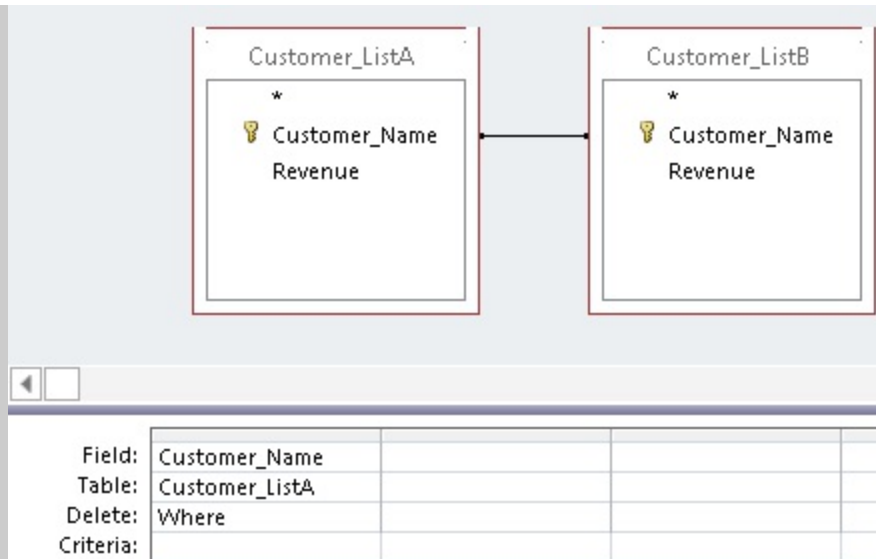 Customer_ListA
*
Customer_Name
Revenue
Customer_ListB
*
Customer_Name
Revenue
Field: Customer_Name
Table: Customer_ListA
Delete: Where
Criteria: